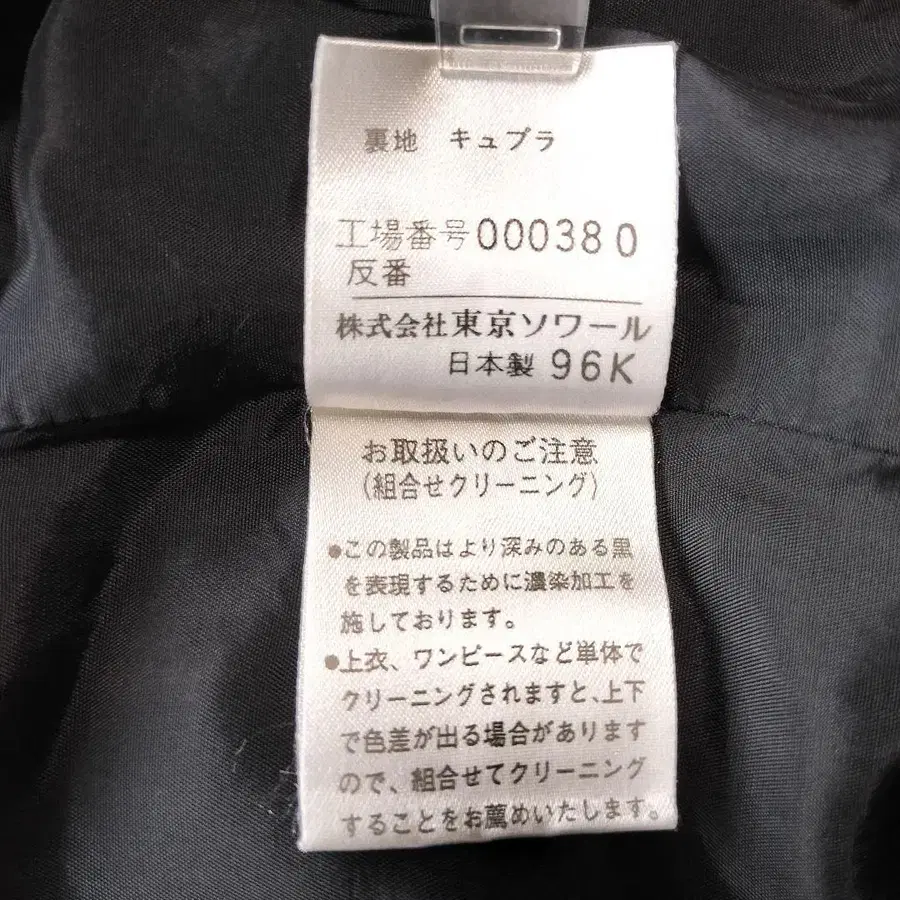 裏地 キュプラ
工場番号000380
反番
株式会社東京ソワール
日本製 96K
お取扱いのご注意
(組合せクリーニング)
●この製品はより深みのある黒
を表現するために濃染加工を
施しております。
●上衣、ワンピースなど単体で
クリーニングされますと、上下
で色差が出る場合があります
ので、組合せてクリーニング
することをお薦めいたします。